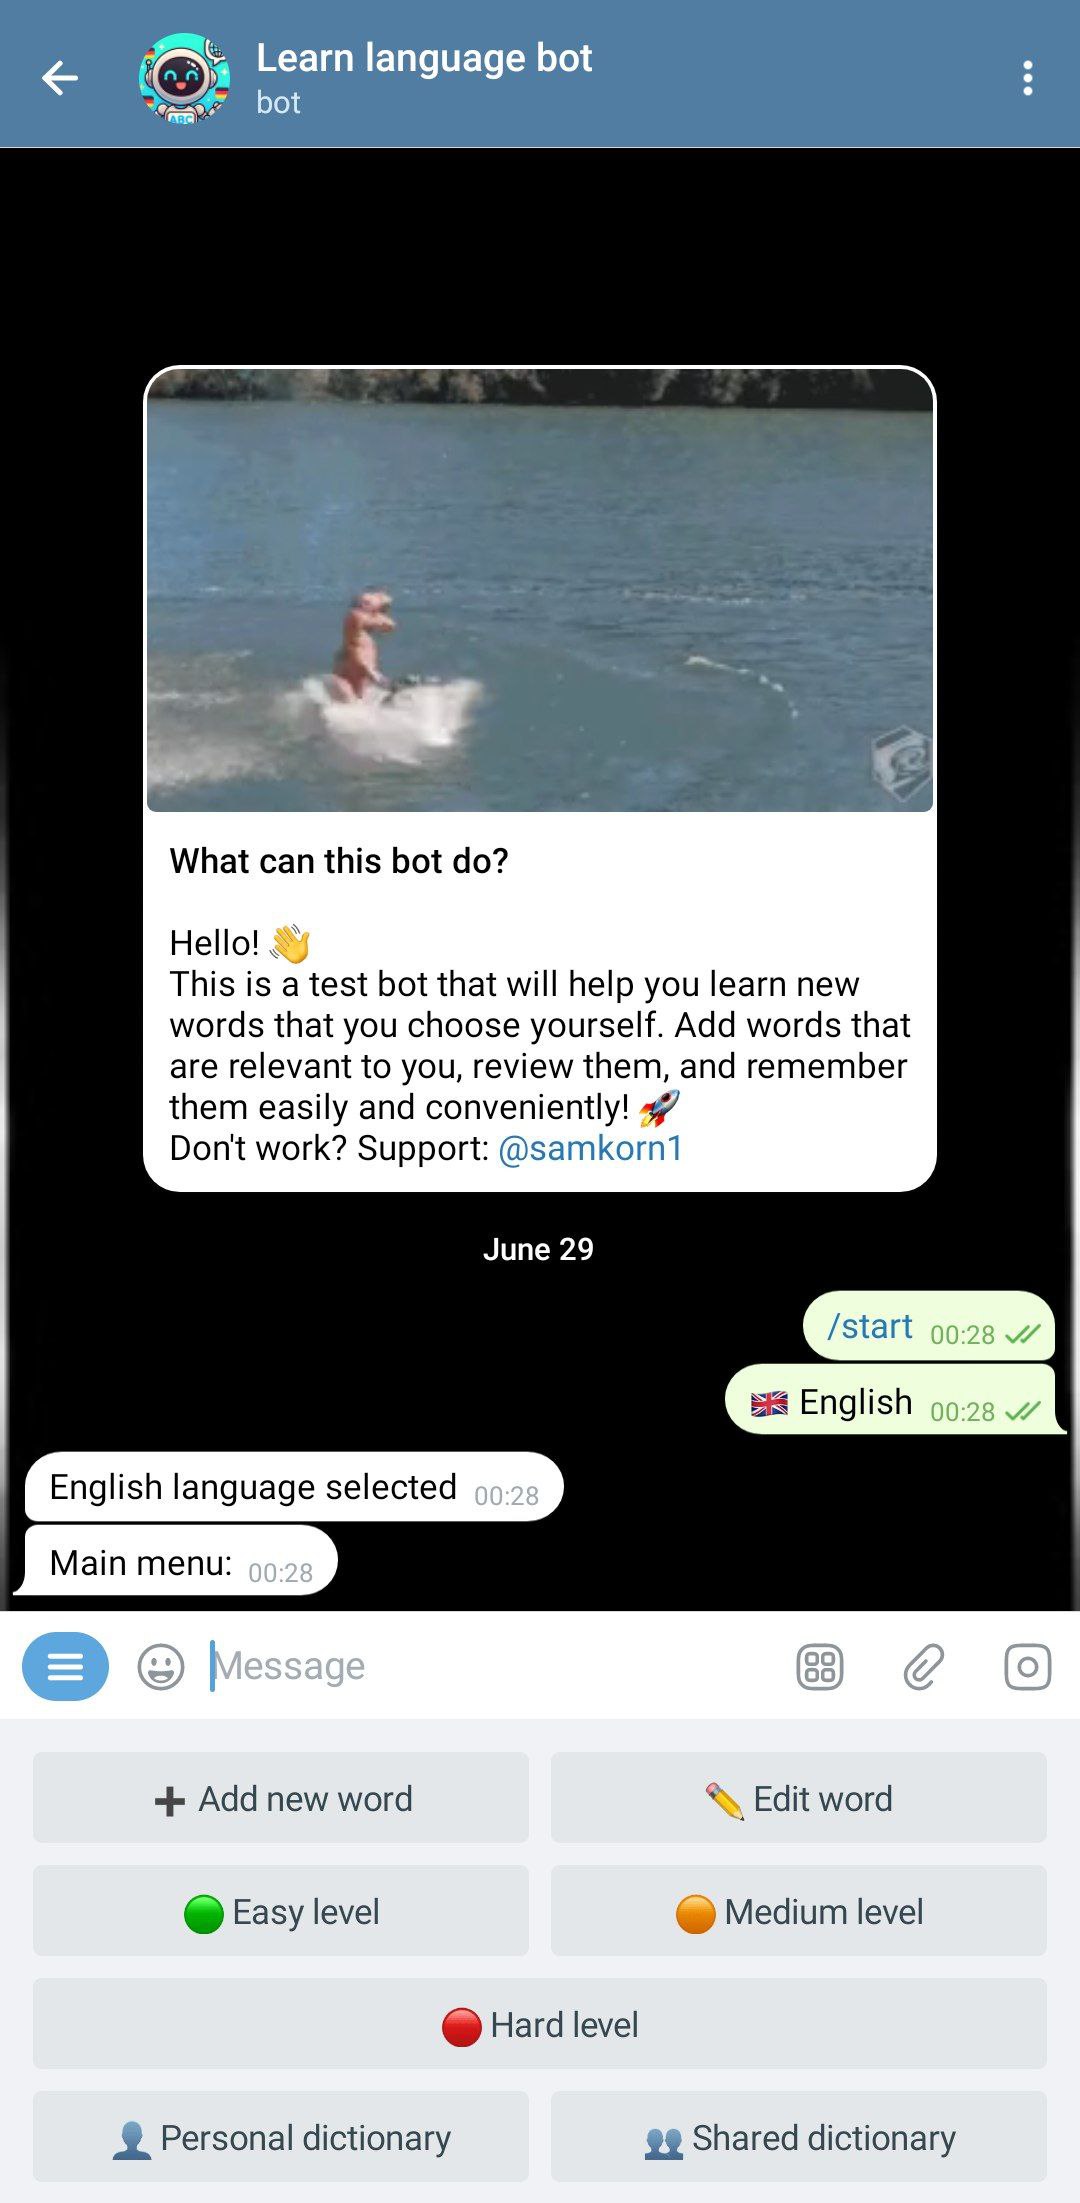 Learn language bot
bot
ABC
What can this bot do?
Hello! 👋
This is a test bot that will help you learn new
words that you choose yourself. Add words that
are relevant to you, review them, and remember
them easily and conveniently! 🚀
Don't work? Support: @samkorn1
June 29
/start 00:28
🇬🇧 English 00:28
English language selected 00:28
Main menu: 00:28
Message
➕ Add new word
✏️ Edit word
🟢 Easy level
🟠 Medium level
🔴 Hard level
👤 Personal dictionary
👥 Shared dictionary